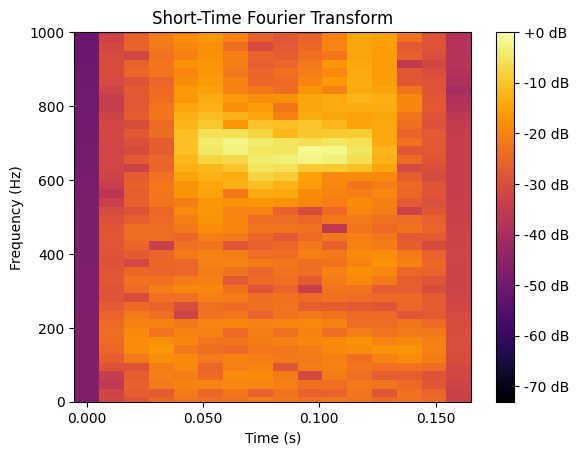 Short-Time Fourier Transform
1000
800
600
400
200
0
Frequency (Hz)
0.000
0.050
0.100
0.150
Time (s)
+0 dB
-10 dB
-20 dB
-30 dB
-40 dB
-50 dB
-60 dB
-70 dB